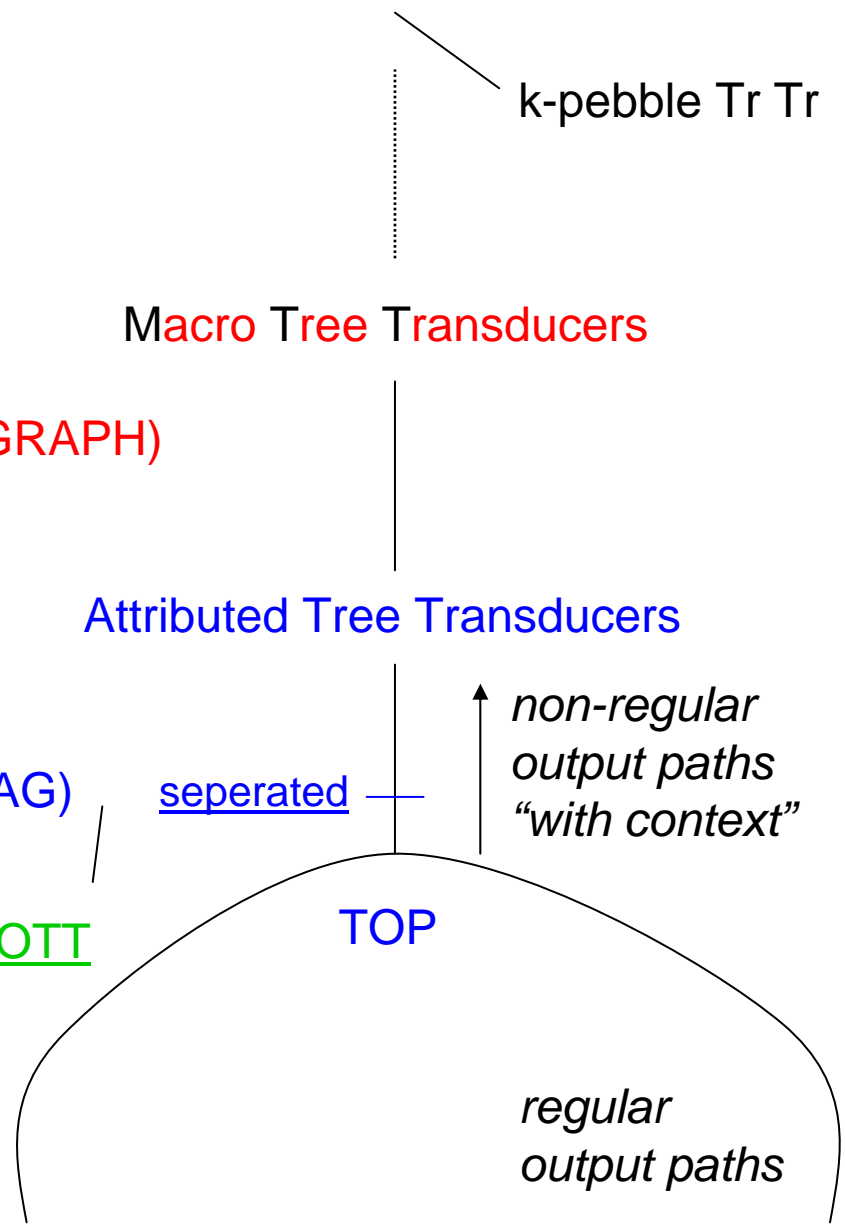 k-pebble Tr Tr
Macro Tree Transducers
GRAPH)
Attributed Tree Transducers
non-regular
output paths
“with context”
AG) seperated
OTT
TOP
regular
output paths